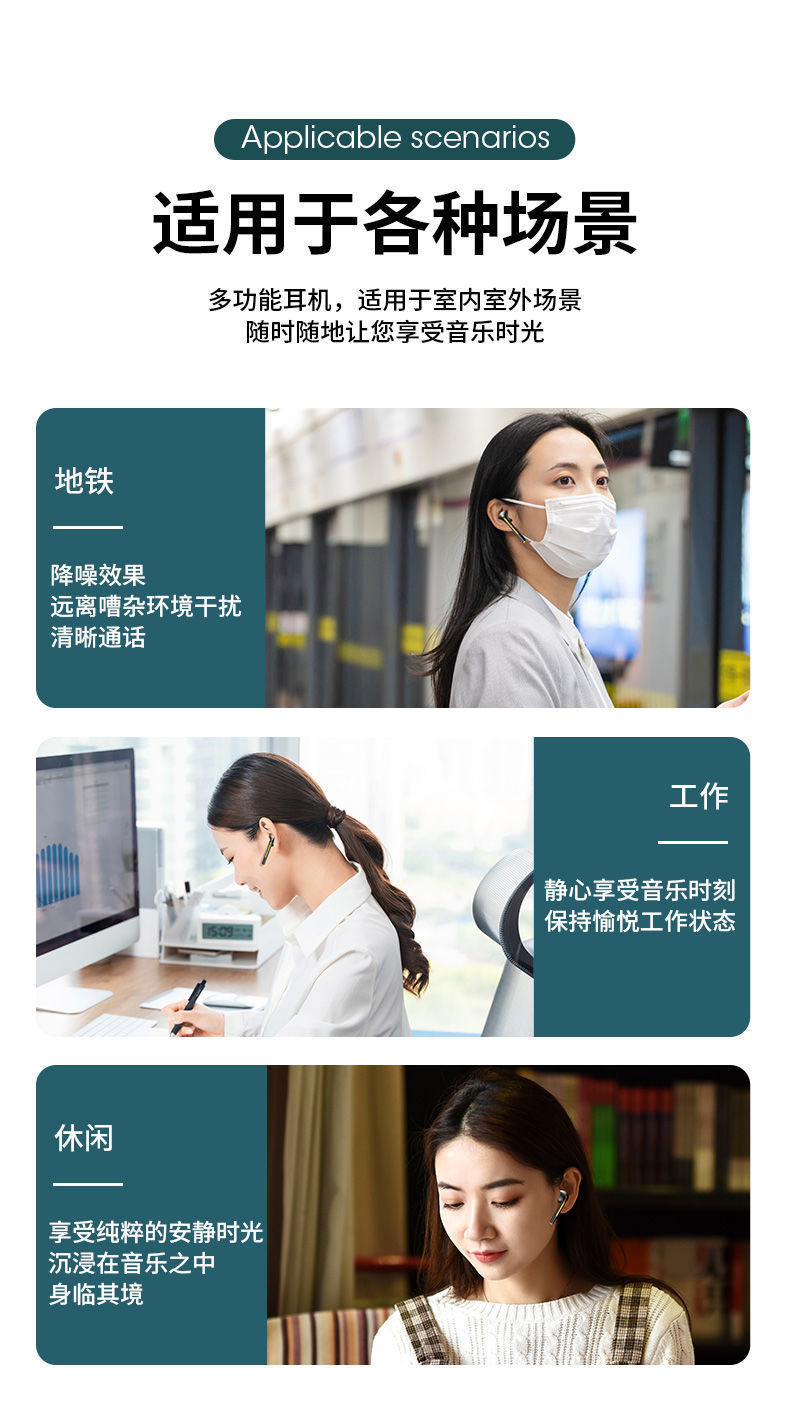 Applicable scenarios
适用于各种场景
多功能耳机，适用于室内室外场景
随时随地让您享受音乐时光
地铁
降噪效果
远离嘈杂环境干扰
清晰通话
工作
静心享受音乐时刻
保持愉悦工作状态
15:09
休闲
享受纯粹的安静时光
沉浸在音乐之中
身临其境